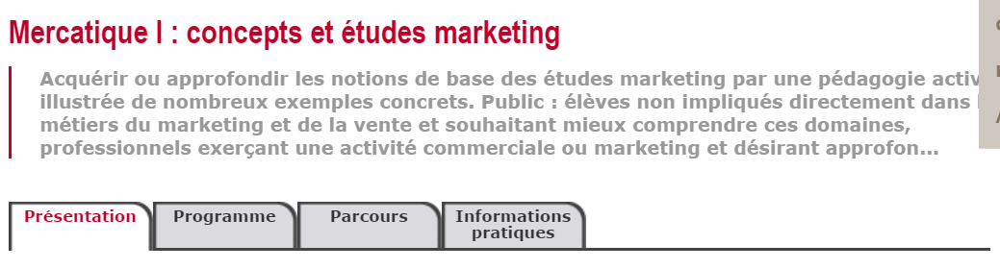 Mercatique I : concepts et études marketing
Acquérir ou approfondir les notions de base des études marketing par une pédagogie activ
illustrée de nombreux exemples concrets. Public : élèves non impliqués directement dans
métiers du marketing et de la vente et souhaitant mieux comprendre ces domaines,
professionnels exerçant une activité commerciale ou marketing et désirant approfon...
Présentation Programme Parcours Informations
pratiques